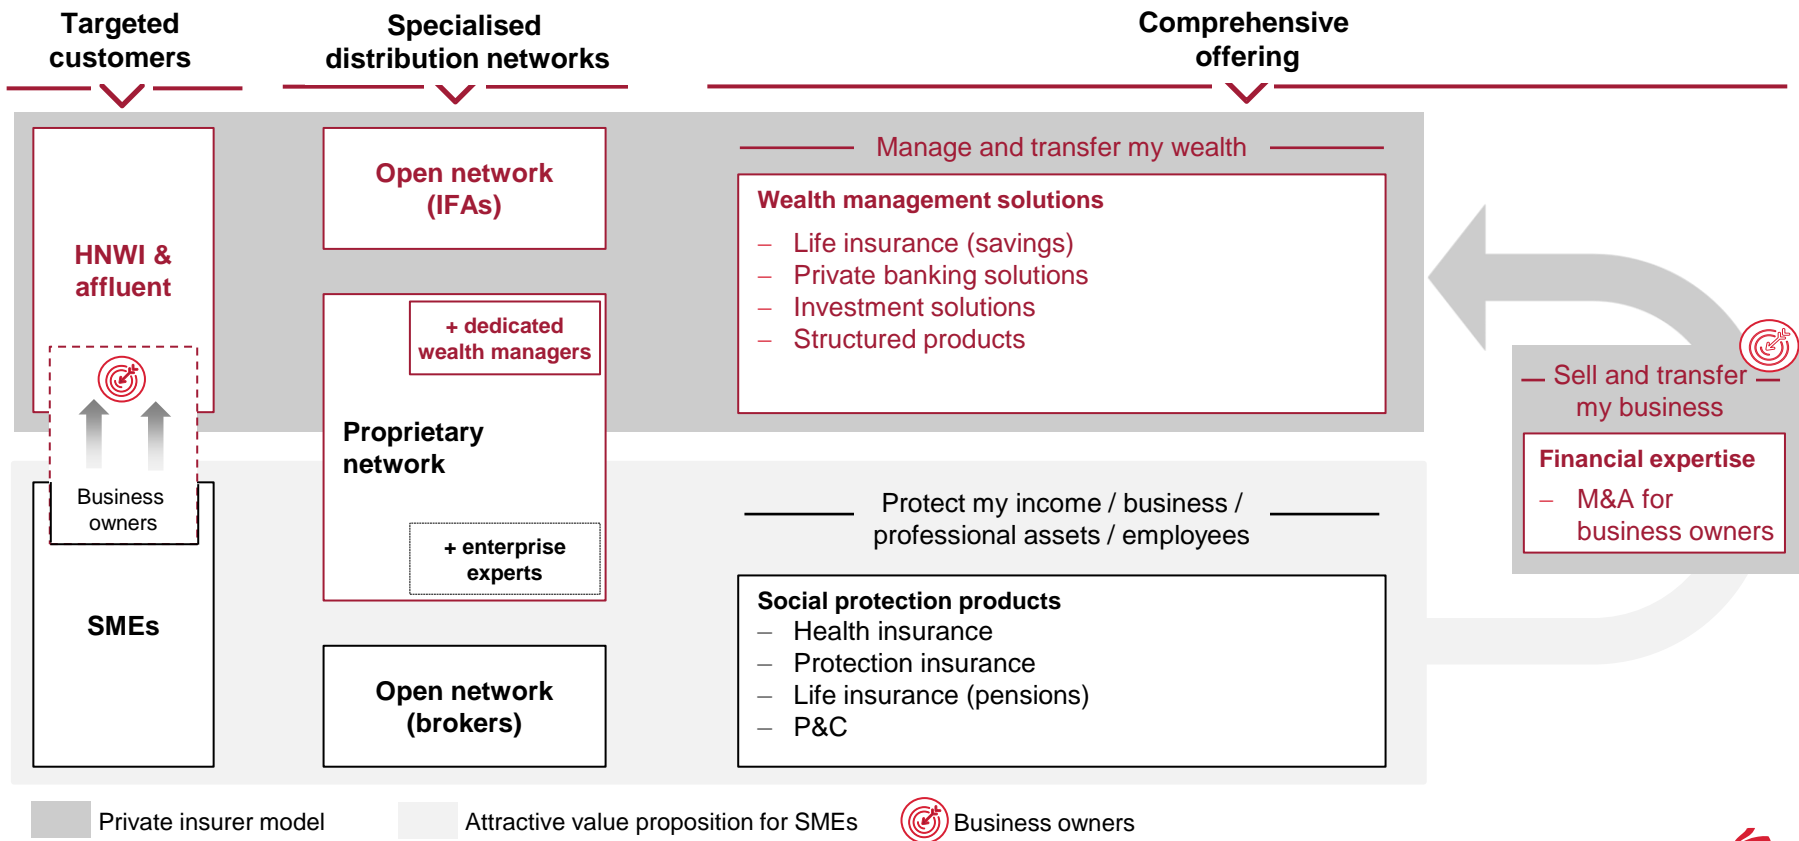 Targeted
customers
Specialised
distribution networks
Comprehensive
offering
HNWI &
affluent
Business
owners
SMEs
Open network
(IFAs)
+ dedicated
wealth managers
Proprietary
network
+ enterprise
experts
Open network
(brokers)
Manage and transfer my wealth
Wealth management solutions
– Life insurance (savings)
– Private banking solutions
– Investment solutions
– Structured products
Protect my income / business /
professional assets / employees
Social protection products
– Health insurance
– Protection insurance
– Life insurance (pensions)
– P&C
Sell and transfer
my business
Financial expertise
– M&A for
business owners
Private insurer model
Attractive value proposition for SMEs
Business owners